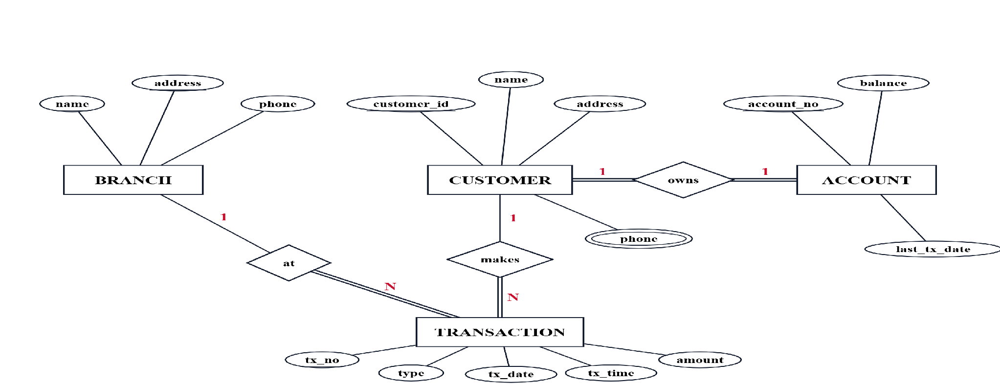 name
address
phone
customer_id
name
address
account_no
balance
BRANCH
CUSTOMER
1
owns
1
ACCOUNT
1
1
phone
last_tx_date
at
makes
N
N
TRANSACTION
tx_no
type
tx_date
tx_time
amount